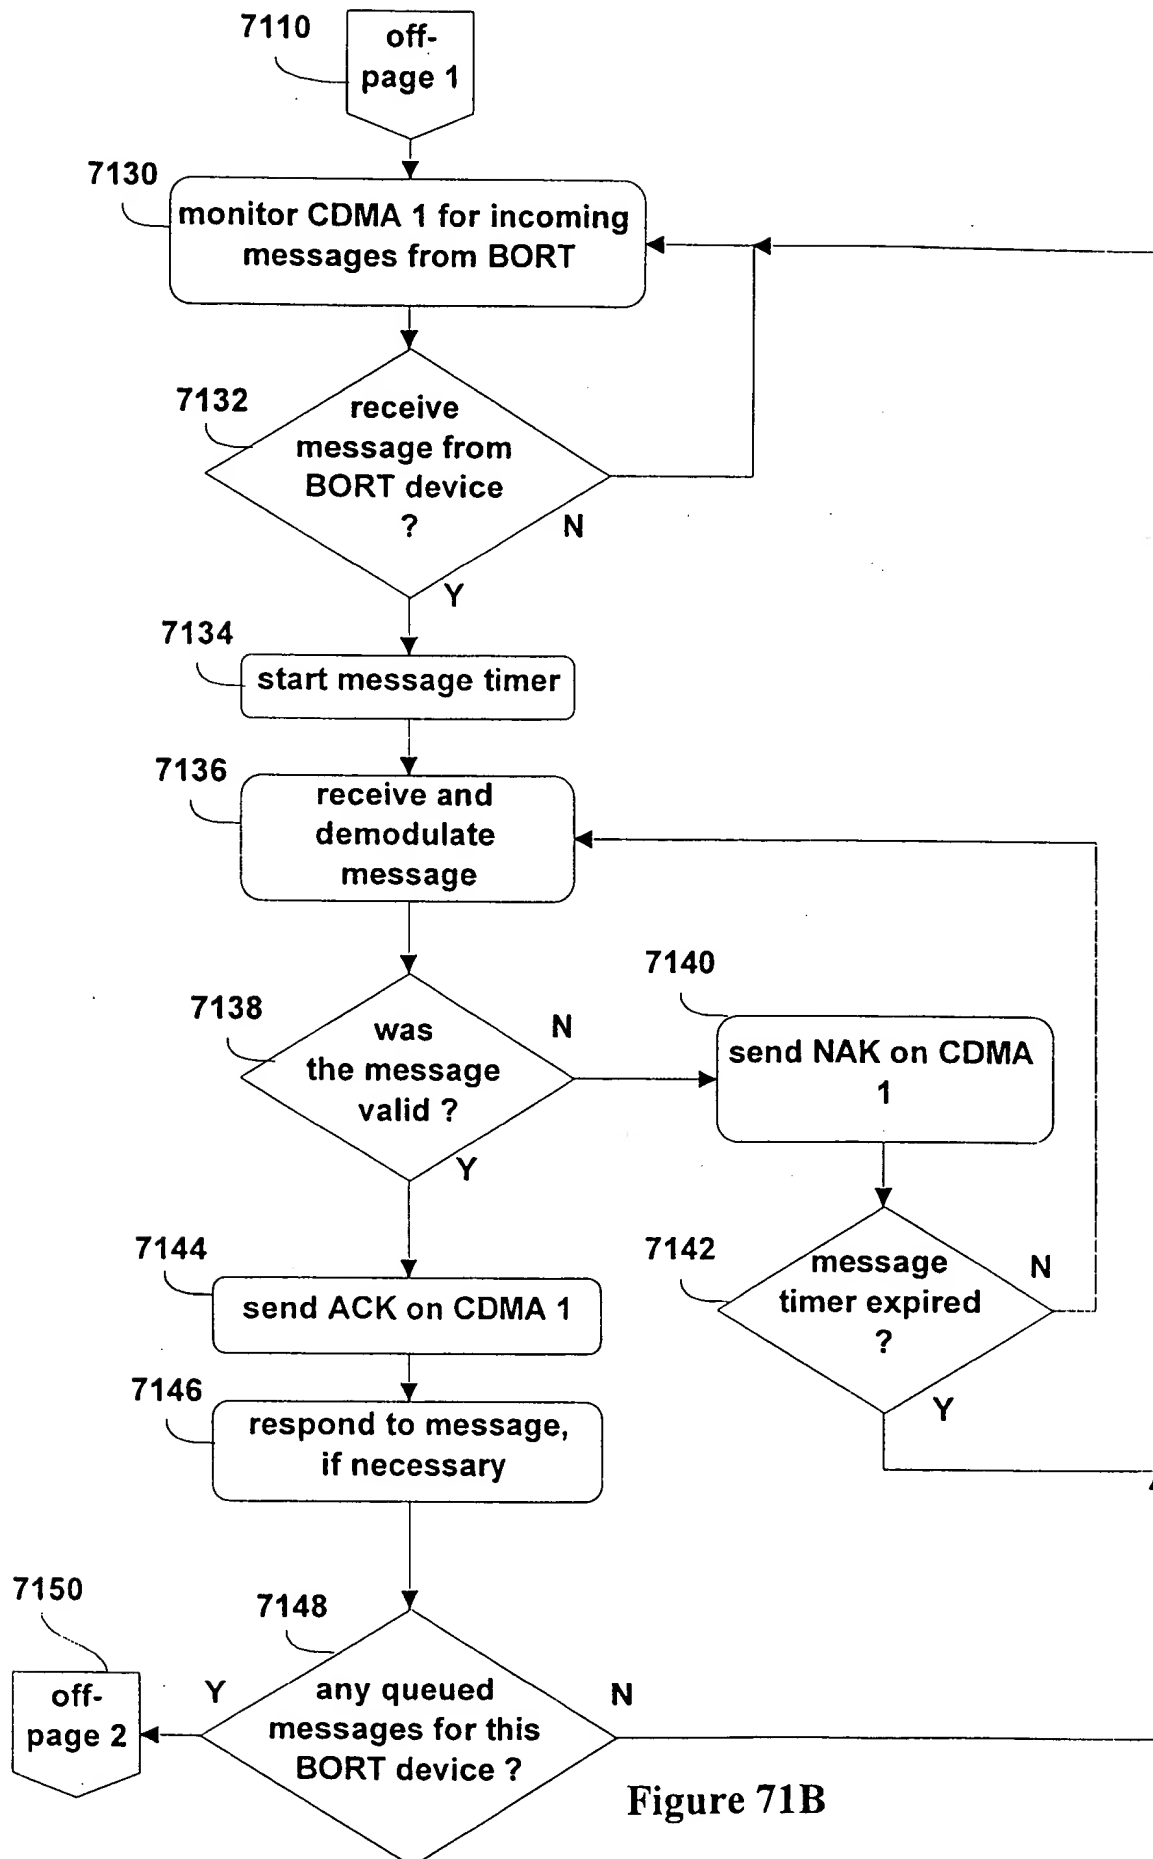 7110
off-
page 1
7130
monitor CDMA 1 for incoming
messages from BORT
7132
receive
message from
BORT device
?
N
Y
7134
start message timer
7136
receive and
demodulate
message
7138
was
the message
valid ?
N
Y
7140
send NAK on CDMA
1
7142
message
timer expired
?
N
Y
7144
send ACK on CDMA 1
7146
respond to message,
if necessary
7148
any queued
messages for this
BORT device ?
Y
N
7150
off-
page 2
Figure 71B